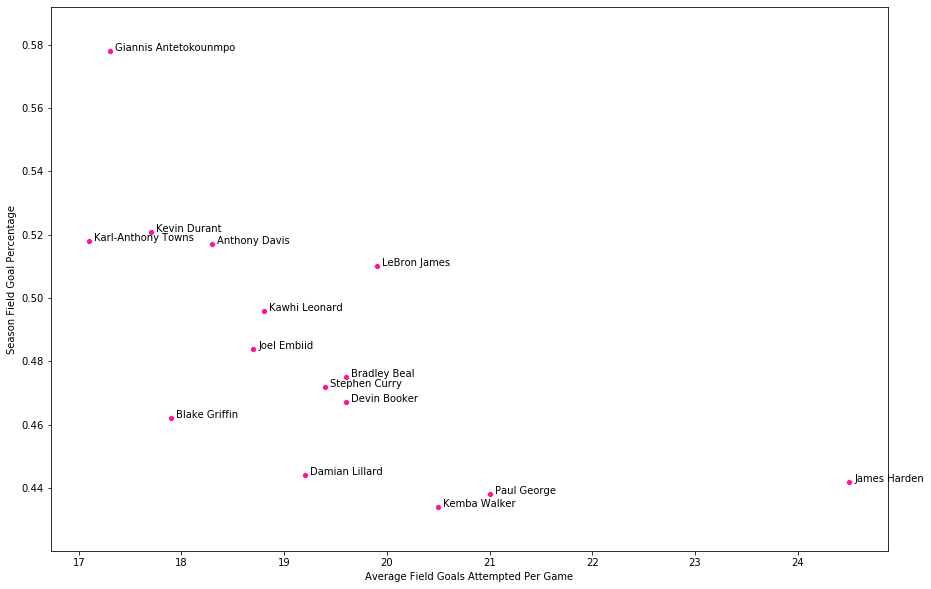 0.58
Giannis Antetokounmpo
0.56
0.54
Season Field Goal Percentage
0.52
Kevin Durant
Karl-Anthony Towns
Anthony Davis
LeBron James
0.50
Kawhi Leonard
Joel Embiid
0.48
Bradley Beal
Stephen Curry
Devin Booker
0.46
Blake Griffin
Damian Lillard
0.44
James Harden
Paul George
Kemba Walker
17 18 19 20 21 22 23 24
Average Field Goals Attempted Per Game